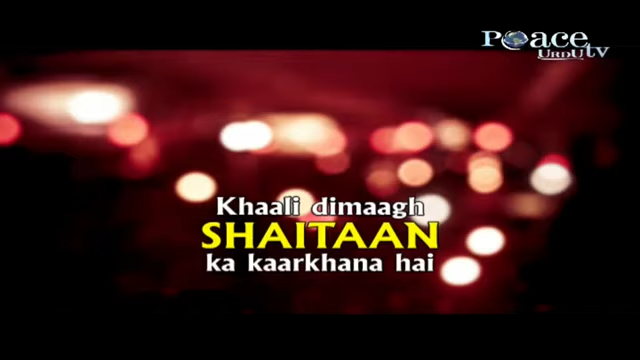 Peace
URDU tv
Khaali dimaagh
SHAITAAN
ka kaarkhana hai